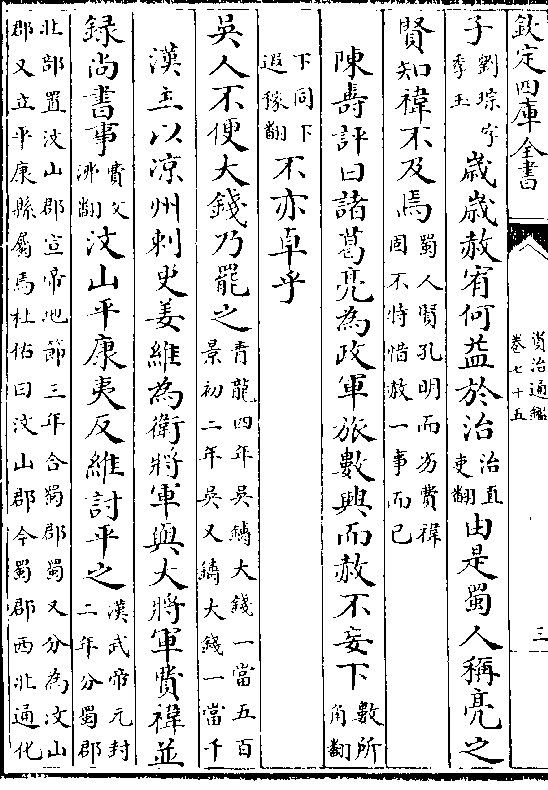 欽定四庫全書
資治通鑑
卷七十五
三
子
劉琮字
季玉
歲歲赦宥何益於治
治直
吏翻
由是蜀人稱亮之
賢知禕不及焉
蜀人賢孔明而劣費禕
固不特惜赦一事而已
陳壽評曰諸葛亮為政軍旅數興而赦不妄下
數所
角翻
下同下
遐稼翻
不亦卓乎
吳人不便大錢乃罷之
青龍四年吳鑄大錢一當五百
景初二年吳又鑄大錢一當千
漢主以涼州刺史姜維為衛將軍與大將軍費禕並
錄尚書事
費父
沸翻
汶山平康夷反維討平之
漢武帝元封
二年分蜀郡
北部置汶山郡宣帝地節三年合蜀郡蜀又分為汶山
郡又立平康縣屬焉杜佑曰汶山郡今蜀郡西北通化